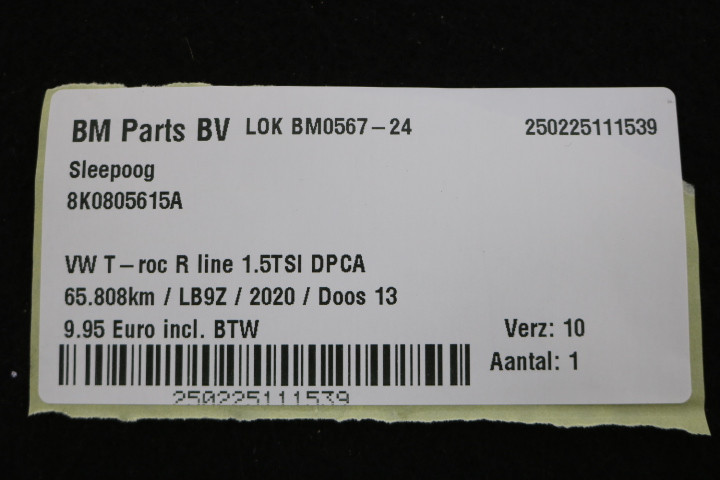 BM Parts BV LOK BM0567-24 250225111539
Sleepoog
8K0805615A
VW T-roc R line 1.5TSI DPCA
65.808km / LB9Z / 2020 / Doos 13
9.95 Euro incl. BTW Verz: 10
Aantal: 1
250225111539